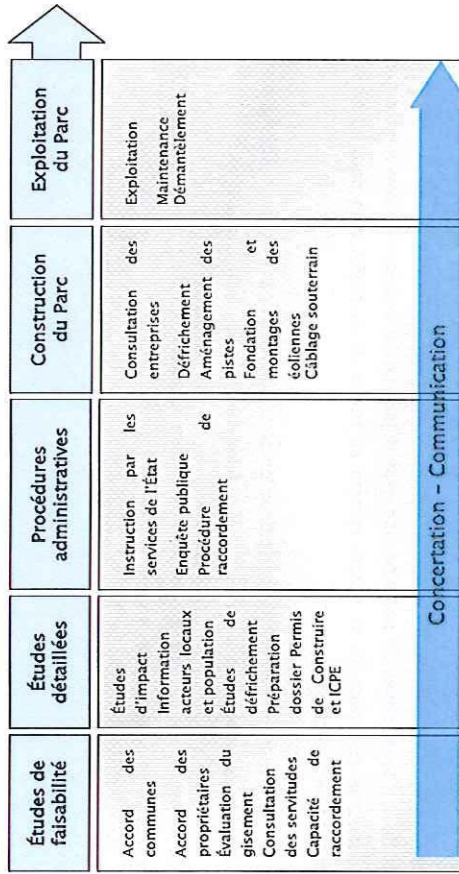 Études de
faisabilité
Accord des
communes
Accord des
propriétaires
Évaluation du
gisement
Consultation
des servitudes
Capacité de
raccordement
Études
détaillées
Études
d'impact
Information
acteurs locaux
et population
Études de
défrichement
Préparation
dossier Permis
de Construire
et ICPE
Procédures
administratives
Instruction par les
services de l'État
Enquête publique
Procédure de
raccordement
Construction
du Parc
Consultation des
entreprises
Défrichement
Aménagement des
pistes
Fondation et
montages des
éoliennes
Câblage souterrain
Exploitation
du Parc
Exploitation
Maintenance
Démantèlement
Concertation – Communication